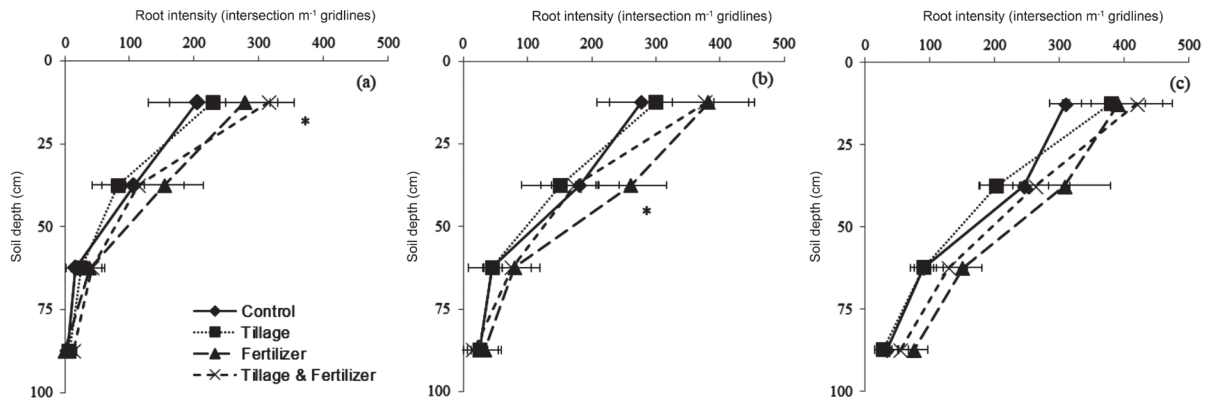 Root intensity (intersection m⁻¹ gridlines)
0 100 200 300 400 500
0
25
50
75
100
Soil depth (cm)
(a)
*
Control
Tillage
Fertilizer
Tillage & Fertilizer
Root intensity (intersection m⁻¹ gridlines)
0 100 200 300 400 500
0
25
50
75
100
Soil depth (cm)
(b)
*
Root intensity (intersection m⁻¹ gridlines)
0 100 200 300 400 500
0
25
50
75
100
Soil depth (cm)
(c)